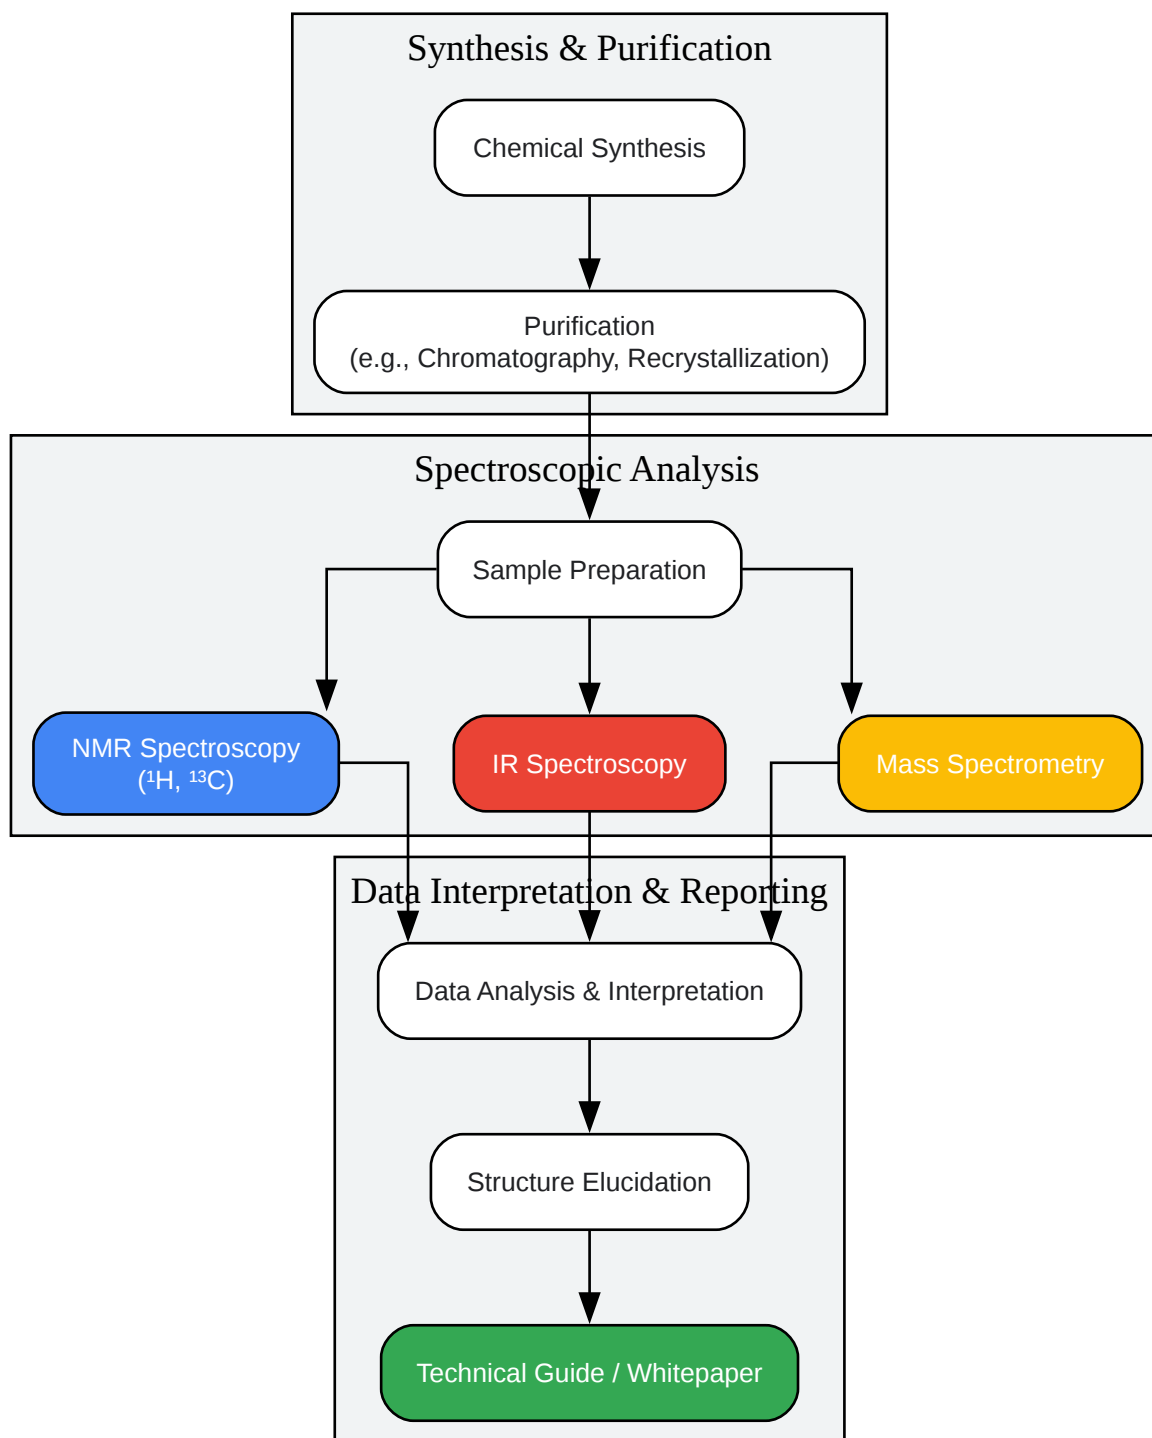 Synthesis & Purification
Chemical Synthesis
Purification
(e.g., Chromatography, Recrystallization)
Spectroscopic Analysis
Sample Preparation
NMR Spectroscopy
(¹H, ¹³C)
IR Spectroscopy
Mass Spectrometry
Data Interpretation & Reporting
Data Analysis & Interpretation
Structure Elucidation
Technical Guide / Whitepaper